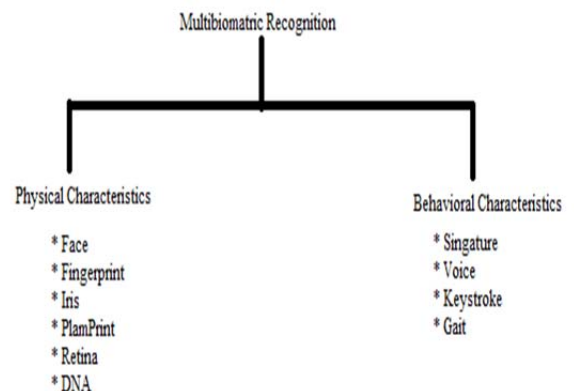 Multibiomatric Recognition
Physical Characteristics
* Face
* Fingerprint
* Iris
* PlamPrint
* Retina
* DNA
Behavioral Characteristics
* Singature
* Voice
* Keystroke
* Gait